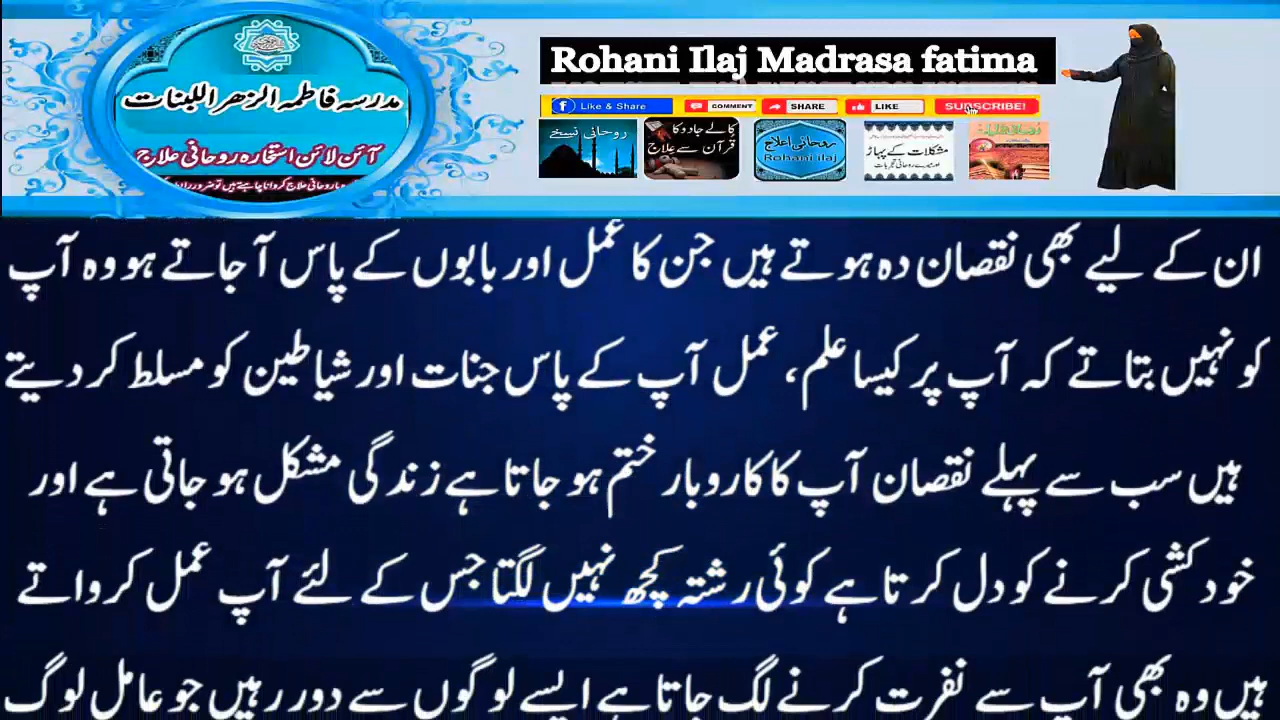 مدرسہ فاطمہ الزھرا للبنات
آئن لائن استخارہ روحانی علاج
Rohani Ilaj Madrasa fatima
Like & Share
COMMENT
SHARE
LIKE
SUBSCRIBE!
روحانی نسخے
کالے جادو کا
قرآن سے علاج
روحانی علاج
Rohani Ilaj
مشکلات کے پہاڑ
ان کے لیے بھی نقصان دہ ہوتے ہیں جن کا عمل اور بابوں کے پاس آ جاتے ہو وہ آپ
کو نہیں بتاتے کہ آپ پر کیسا علم، عمل آپ کے پاس جنات اور شیاطین کو مسلط کر دیتے
ہیں سب سے پہلے نقصان آپ کا کاروبار ختم ہو جاتا ہے زندگی مشکل ہو جاتی ہے اور
خود کشی کرنے کو دل کرتا ہے کوئی رشتہ کچھ نہیں لگتا جس کے لئے آپ عمل کرواتے
ہیں وہ بھی آپ سے نفرت کرنے لگ جاتا ہے ایسے لوگوں سے دور رہیں جو عامل لوگ